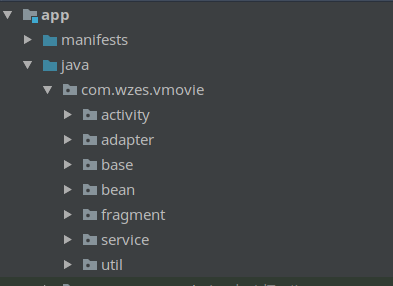 app
manifests
java
com.wzes.vmovie
activity
adapter
base
bean
fragment
service
util